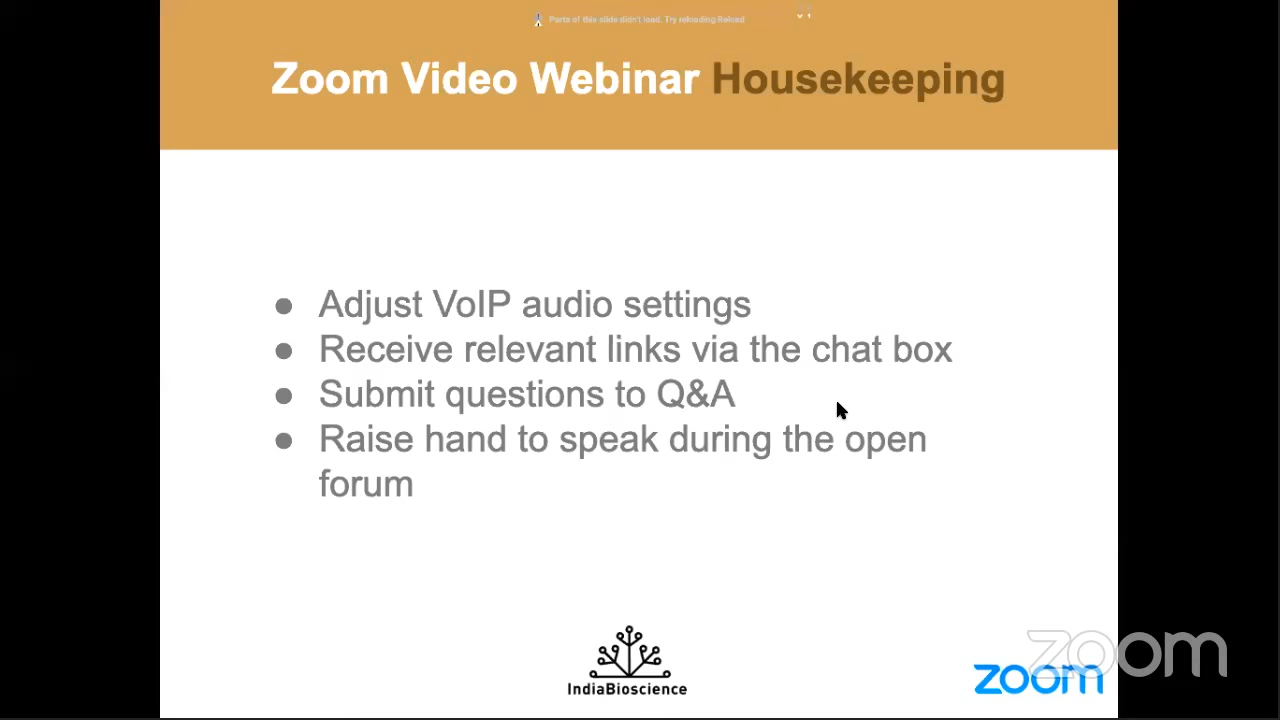 Parts of this slide didn't load. Try reloading Reload
Zoom Video Webinar Housekeeping
● Adjust VoIP audio settings
● Receive relevant links via the chat box
● Submit questions to Q&A
● Raise hand to speak during the open
forum
IndiaBioscience
zoom
zoom